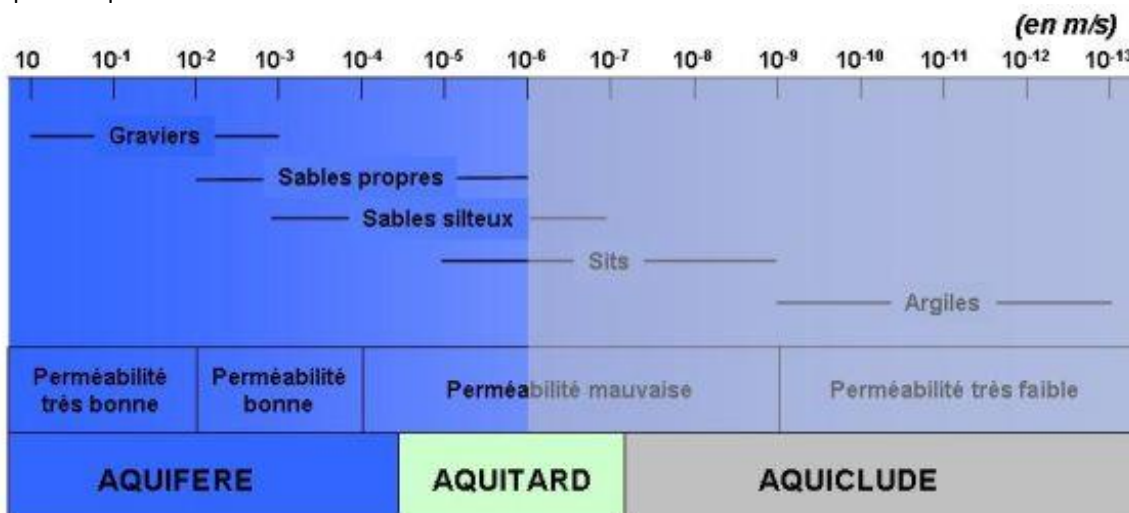 (en m/s)
10 10⁻¹ 10⁻² 10⁻³ 10⁻⁴ 10⁻⁵ 10⁻⁶ 10⁻⁷ 10⁻⁸ 10⁻⁹ 10⁻¹⁰ 10⁻¹¹ 10⁻¹² 10⁻¹³
Graviers
Sables propres
Sables silteux
Sits
Argiles
Perméabilité
très bonne
Perméabilité
bonne
Perméabilité mauvaise
Perméabilité très faible
AQUIFERE
AQUITARD
AQUICLUDE